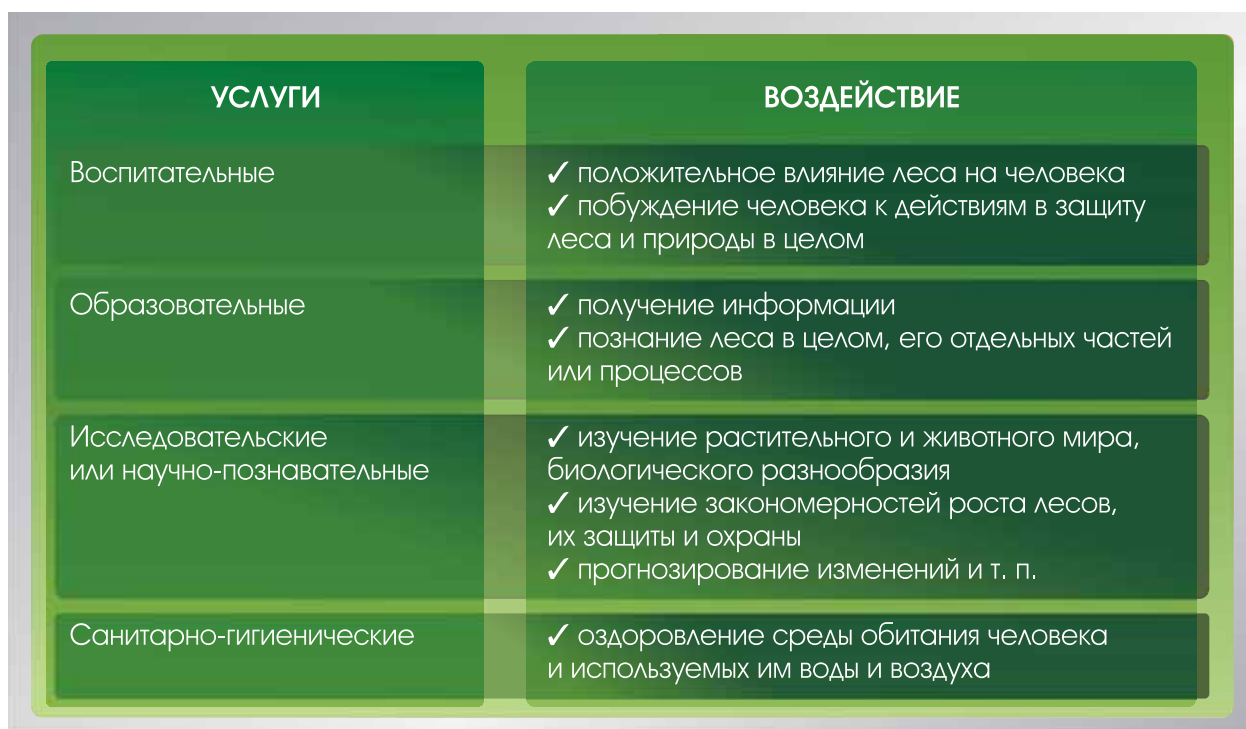 УСЛУГИ
ВОЗДЕЙСТВИЕ
Воспитательные
✓ положительное влияние леса на человека
✓ побуждение человека к действиям в защиту
леса и природы в целом
Образовательные
✓ получение информации
✓ познание леса в целом, его отдельных частей
или процессов
Исследовательские
или научно-познавательные
✓ изучение растительного и животного мира,
биологического разнообразия
✓ изучение закономерностей роста лесов,
их защиты и охраны
✓ прогнозирование изменений и т. п.
Санитарно-гигиенические
✓ оздоровление среды обитания человека
и используемых им воды и воздуха